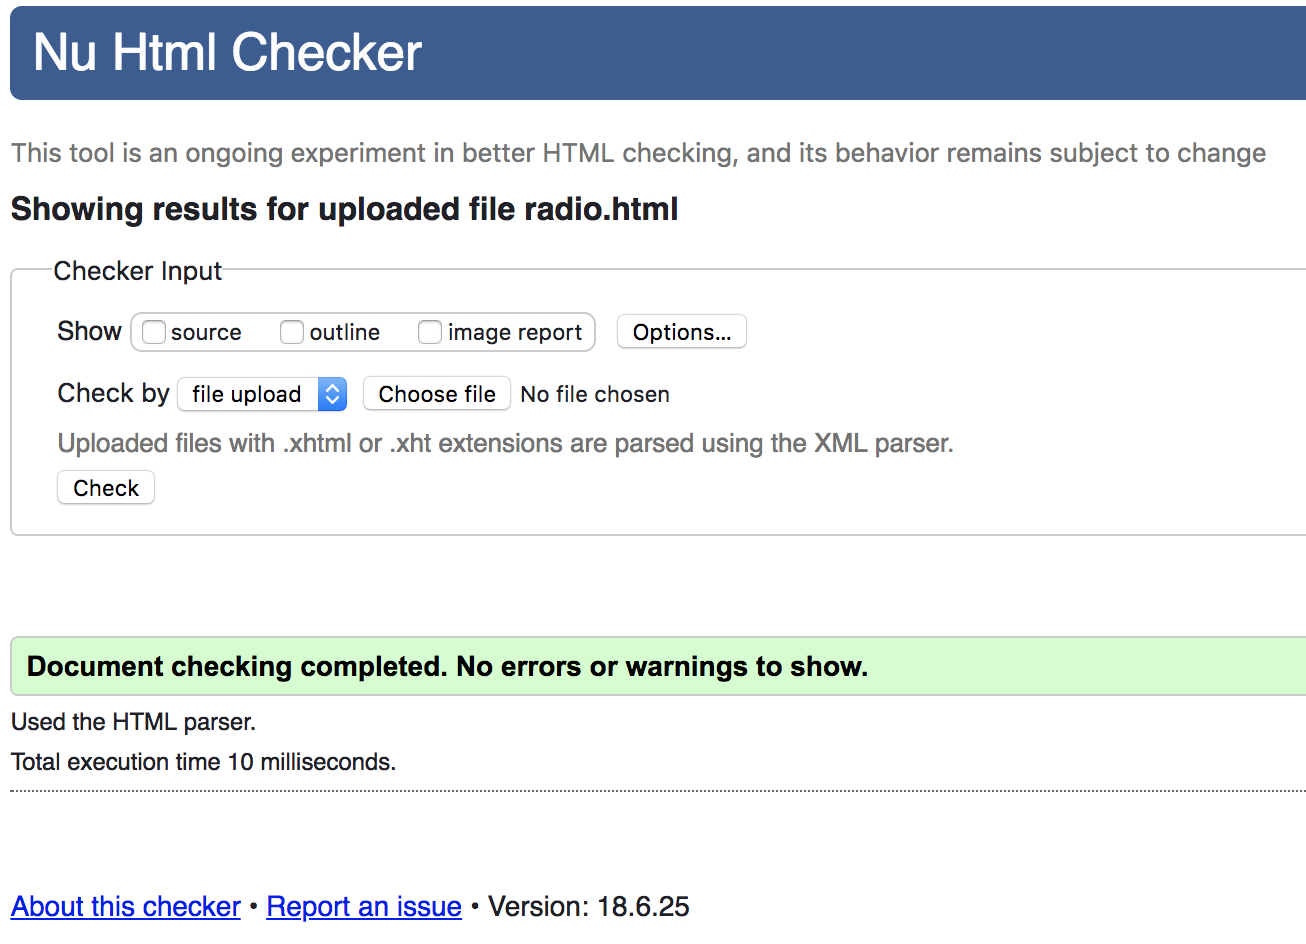 Nu Html Checker
This tool is an ongoing experiment in better HTML checking, and its behavior remains subject to change
Showing results for uploaded file radio.html
Checker Input
Show source outline image report Options...
Check by file upload Choose file No file chosen
Uploaded files with .xhtml or .xht extensions are parsed using the XML parser.
Check
Document checking completed. No errors or warnings to show.
Used the HTML parser.
Total execution time 10 milliseconds.
About this checker • Report an issue • Version: 18.6.25